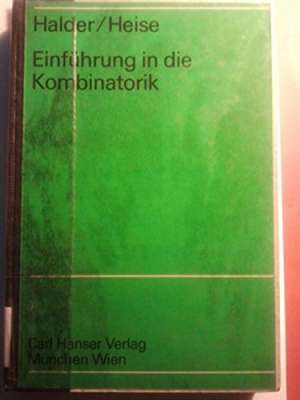 Halder/Heise
Einführung in die
Kombinatorik
Carl Hanser Verlag
München Wien